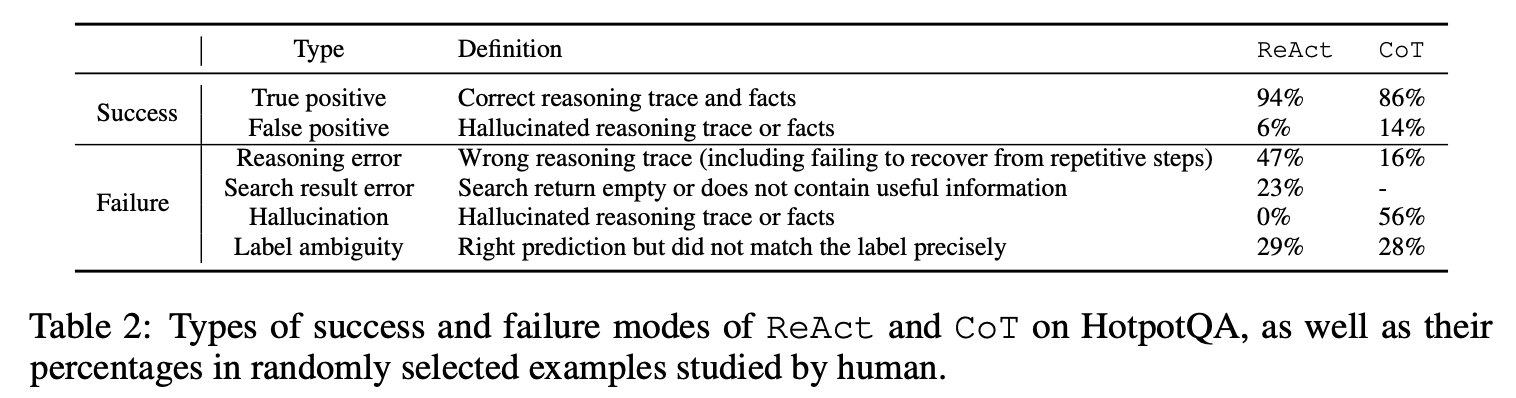 Type Definition ReAct CoT
Success True positive Correct reasoning trace and facts 94% 86%
False positive Hallucinated reasoning trace or facts 6% 14%
Failure Reasoning error Wrong reasoning trace (including failing to recover from repetitive steps) 47% 16%
Search result error Search return empty or does not contain useful information 23% -
Hallucination Hallucinated reasoning trace or facts 0% 56%
Label ambiguity Right prediction but did not match the label precisely 29% 28%
Table 2: Types of success and failure modes of ReAct and CoT on HotpotQA, as well as their
percentages in randomly selected examples studied by human.